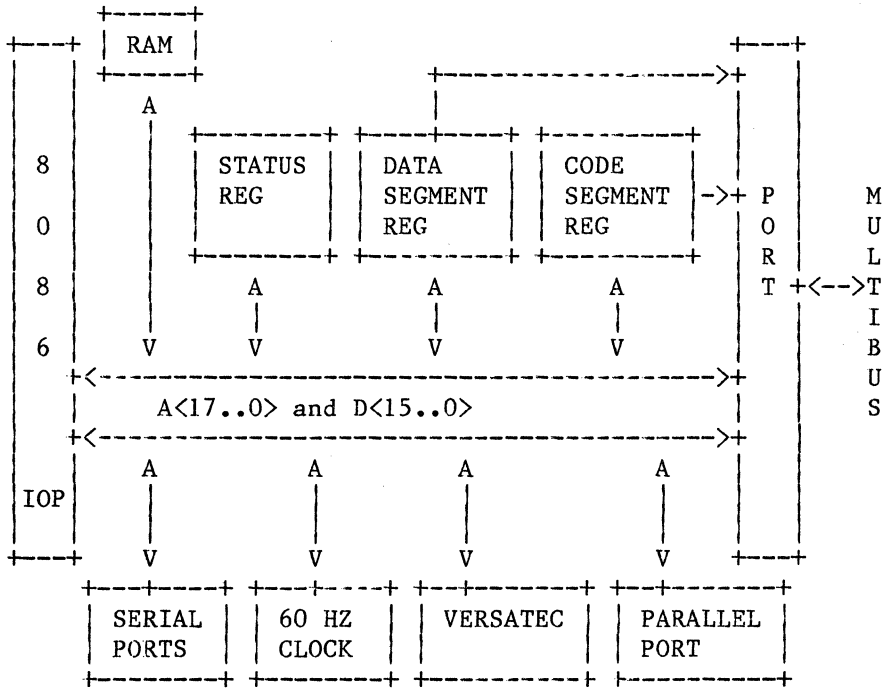 RAM
STATUS
REG
DATA
SEGMENT
REG
CODE
SEGMENT
REG
8
0
8
6
IOP
P
O
R
T
M
U
L
T
I
B
U
S
A<17..0> and D<15..0>
SERIAL
PORTS
60 HZ
CLOCK
VERSATEC
PARALLEL
PORT